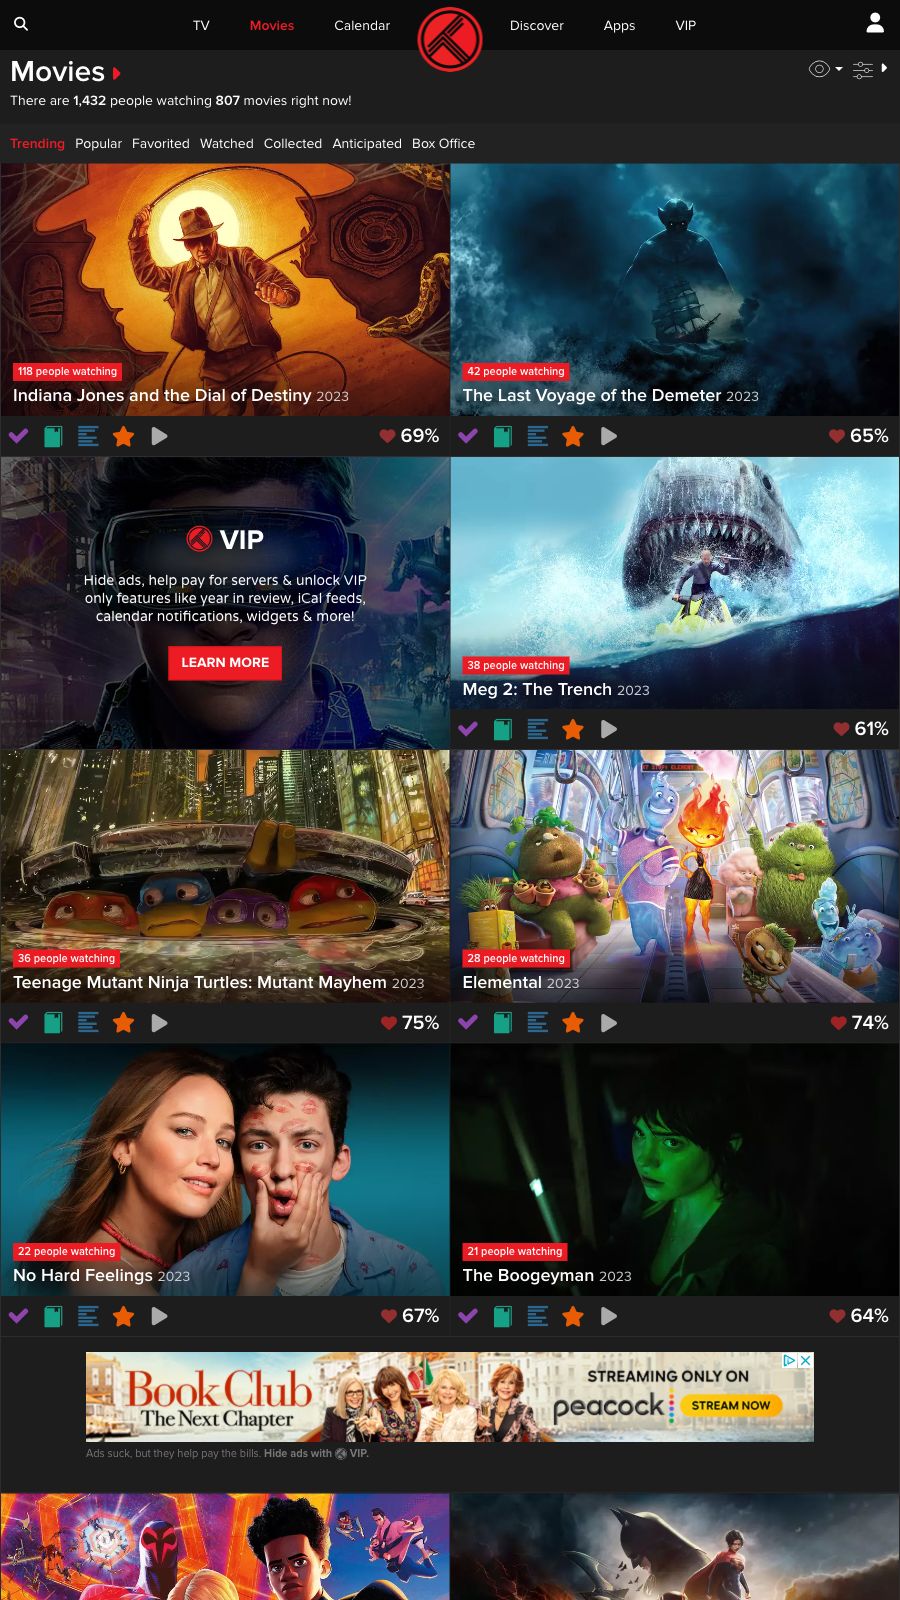 TV Movies Calendar Discover Apps VIP
Movies
There are 1,432 people watching 807 movies right now!
Trending Popular Favorited Watched Collected Anticipated Box Office
118 people watching
Indiana Jones and the Dial of Destiny 2023
69%
42 people watching
The Last Voyage of the Demeter 2023
65%
VIP
Hide ads, help pay for servers & unlock VIP
only features like year in review, iCal feeds,
calendar notifications, widgets & more!
LEARN MORE
38 people watching
Meg 2: The Trench 2023
61%
36 people watching
Teenage Mutant Ninja Turtles: Mutant Mayhem 2023
75%
28 people watching
Elemental 2023
74%
22 people watching
No Hard Feelings 2023
67%
21 people watching
The Boogeyman 2023
64%
Book Club
The Next Chapter
STREAMING ONLY ON
peacock
STREAM NOW
Ads suck, but they help pay the bills. Hide ads with VIP.